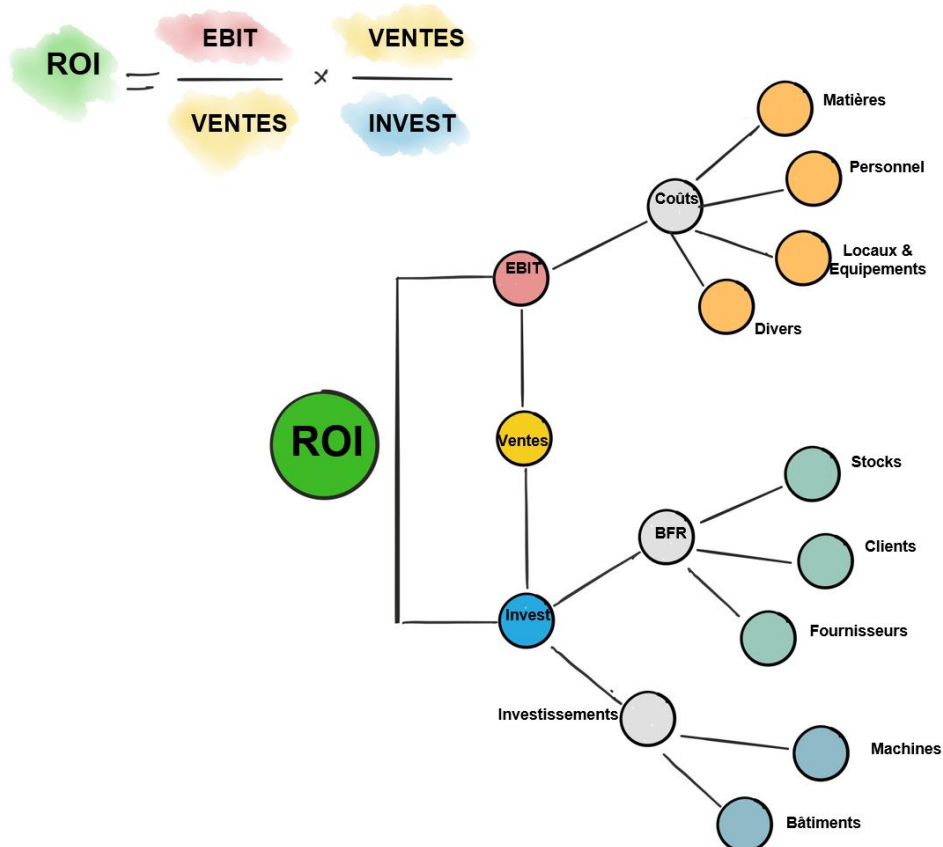 ROI = EBIT / VENTES × VENTES / INVEST
Matières
Personnel
Coûts
Locaux &
Equipements
EBIT
Divers
ROI
Ventes
Stocks
BFR
Clients
Invest
Fournisseurs
Investissements
Machines
Bâtiments